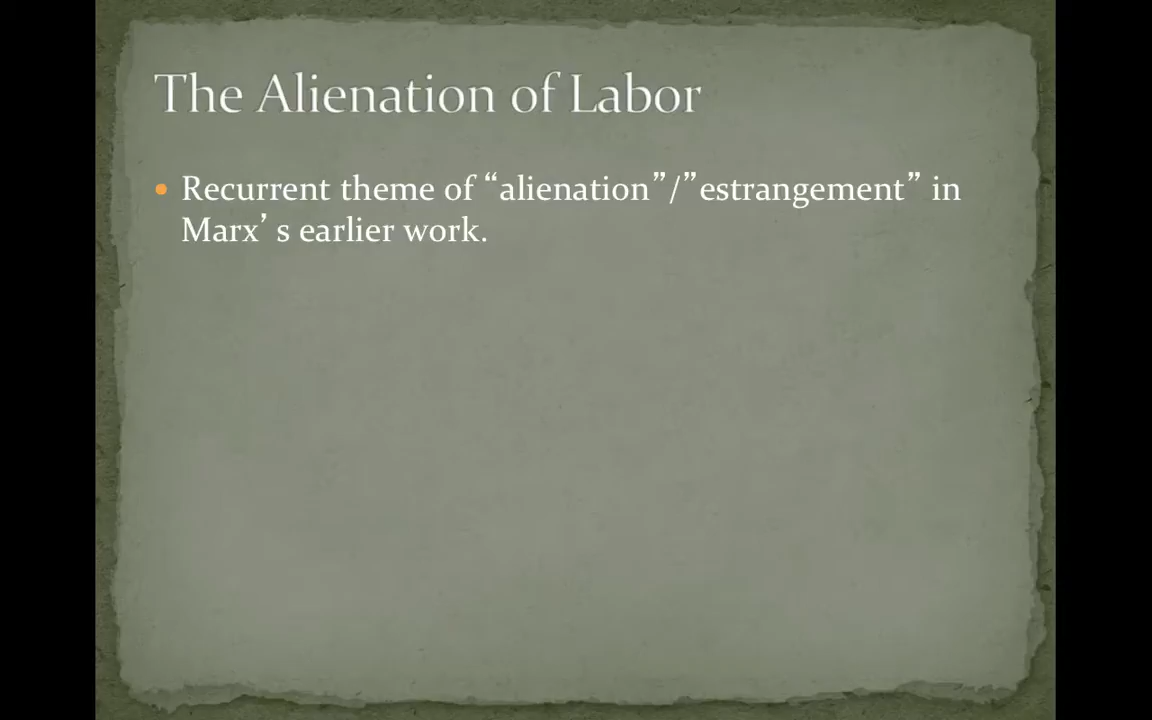 The Alienation of Labor
• Recurrent theme of “alienation”/”estrangement” in
Marx’ s earlier work.